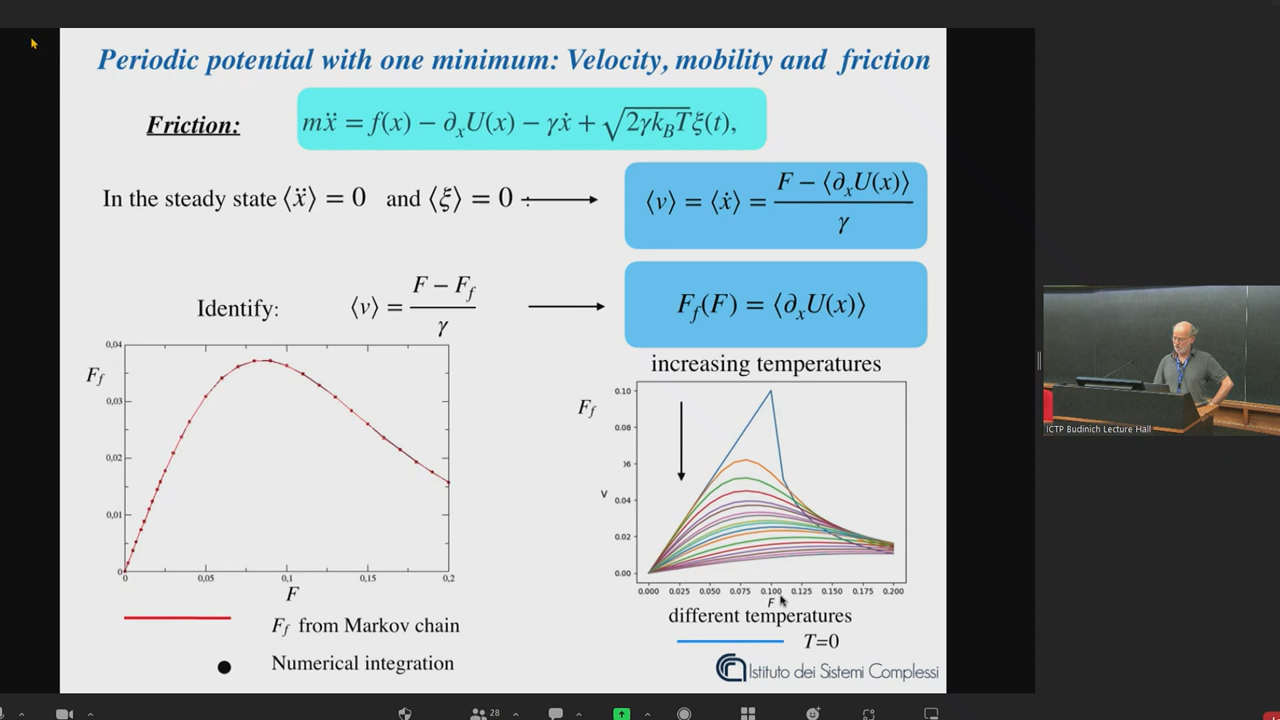 Periodic potential with one minimum: Velocity, mobility and friction
Friction:
mẍ = f(x) − ∂ₓU(x) − γẋ + √(2γk_BT)ξ(t),
In the steady state ⟨ẍ⟩ = 0 and ⟨ξ⟩ = 0 :
⟨v⟩ = ⟨ẋ⟩ = (F − ⟨∂ₓU(x)⟩) / γ
Identify: ⟨v⟩ = (F − F_f) / γ
F_f(F) = ⟨∂ₓU(x)⟩
F_f
0,04
0,03
0,02
0,01
0
0 0,05 0,1 0,15 0,2
F
F_f from Markov chain
Numerical integration
increasing temperatures
F_f
v
0.10
0.08
06
0.04
0.02
0.00
0.000 0.025 0.050 0.075 0.100 0.125 0.150 0.175 0.200
F
different temperatures
T=0
Istituto dei Sistemi Complessi
ICTP Budinich Lecture Hall
28